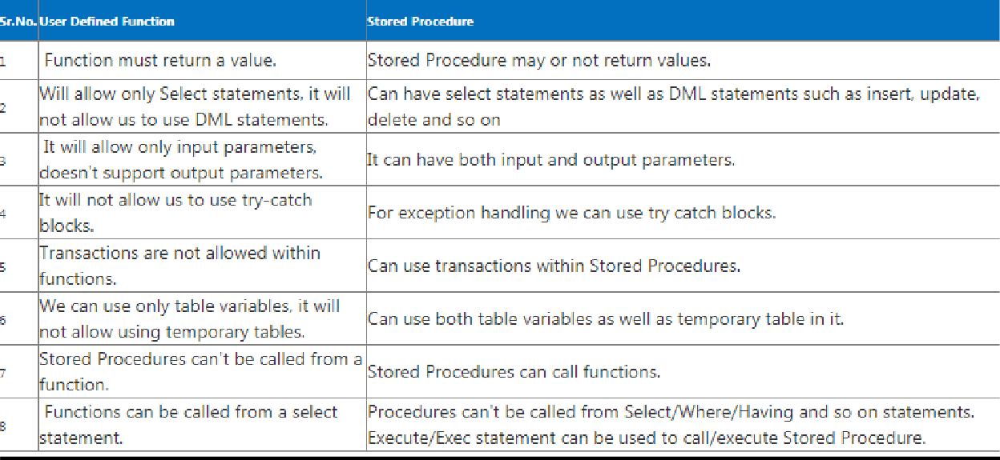 Sr.No. User Defined Function Stored Procedure
1 Function must return a value. Stored Procedure may or not return values.
2 Will allow only Select statements, it will not allow us to use DML statements. Can have select statements as well as DML statements such as insert, update, delete and so on
3 It will allow only input parameters, doesn't support output parameters. It can have both input and output parameters.
4 It will not allow us to use try-catch blocks. For exception handling we can use try catch blocks.
5 Transactions are not allowed within functions. Can use transactions within Stored Procedures.
6 We can use only table variables, it will not allow using temporary tables. Can use both table variables as well as temporary table in it.
7 Stored Procedures can't be called from a function. Stored Procedures can call functions.
8 Functions can be called from a select statement. Procedures can't be called from Select/Where/Having and so on statements. Execute/Exec statement can be used to call/execute Stored Procedure.